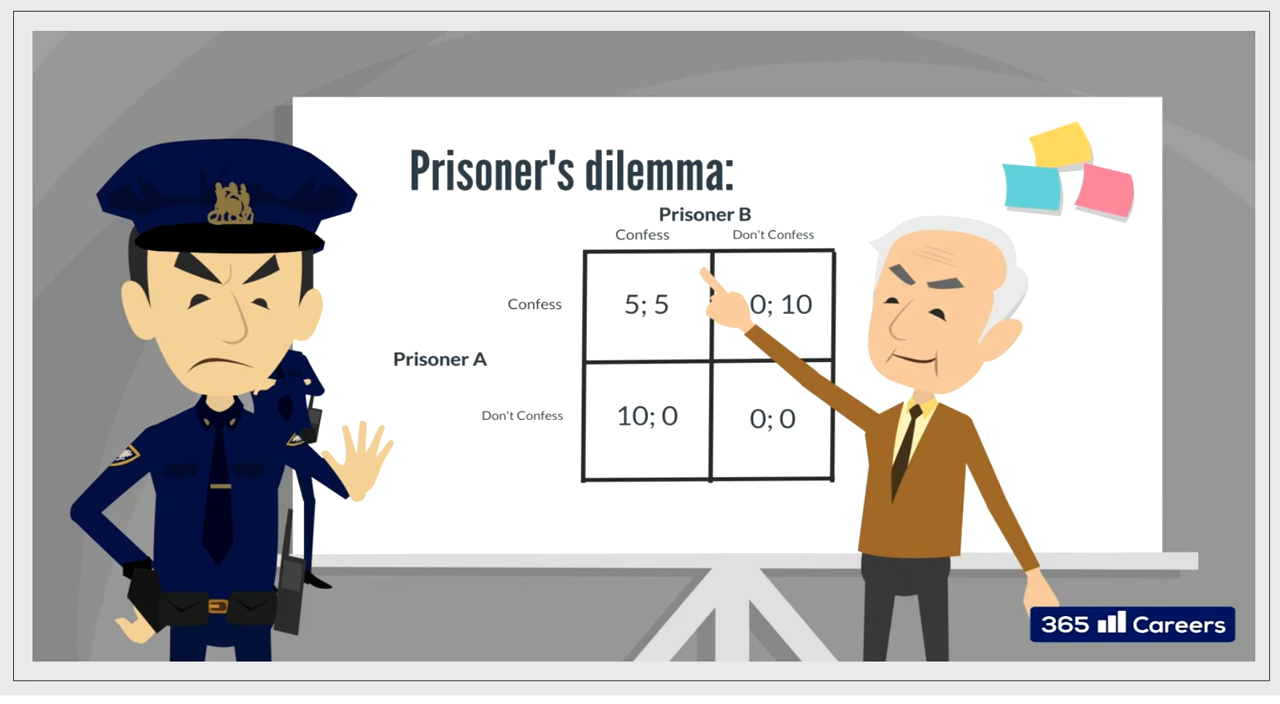 Prisoner's dilemma:
Prisoner B
Confess Don't Confess
Confess 5; 5 0; 10
Prisoner A
Don't Confess 10; 0 0; 0
365 Careers